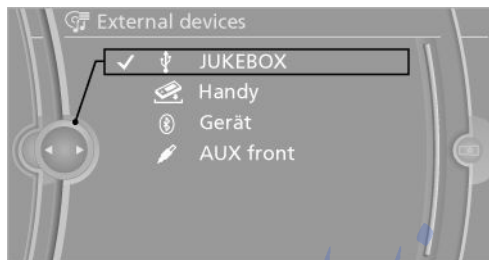 External devices
JUKEBOX
Handy
Gerät
AUX front